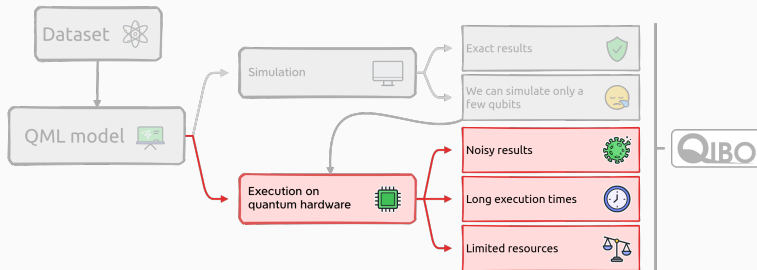 Dataset
QML model
Simulation
Exact results
We can simulate only a
few qubits
Execution on
quantum hardware
Noisy results
Long execution times
Limited resources
QIBO